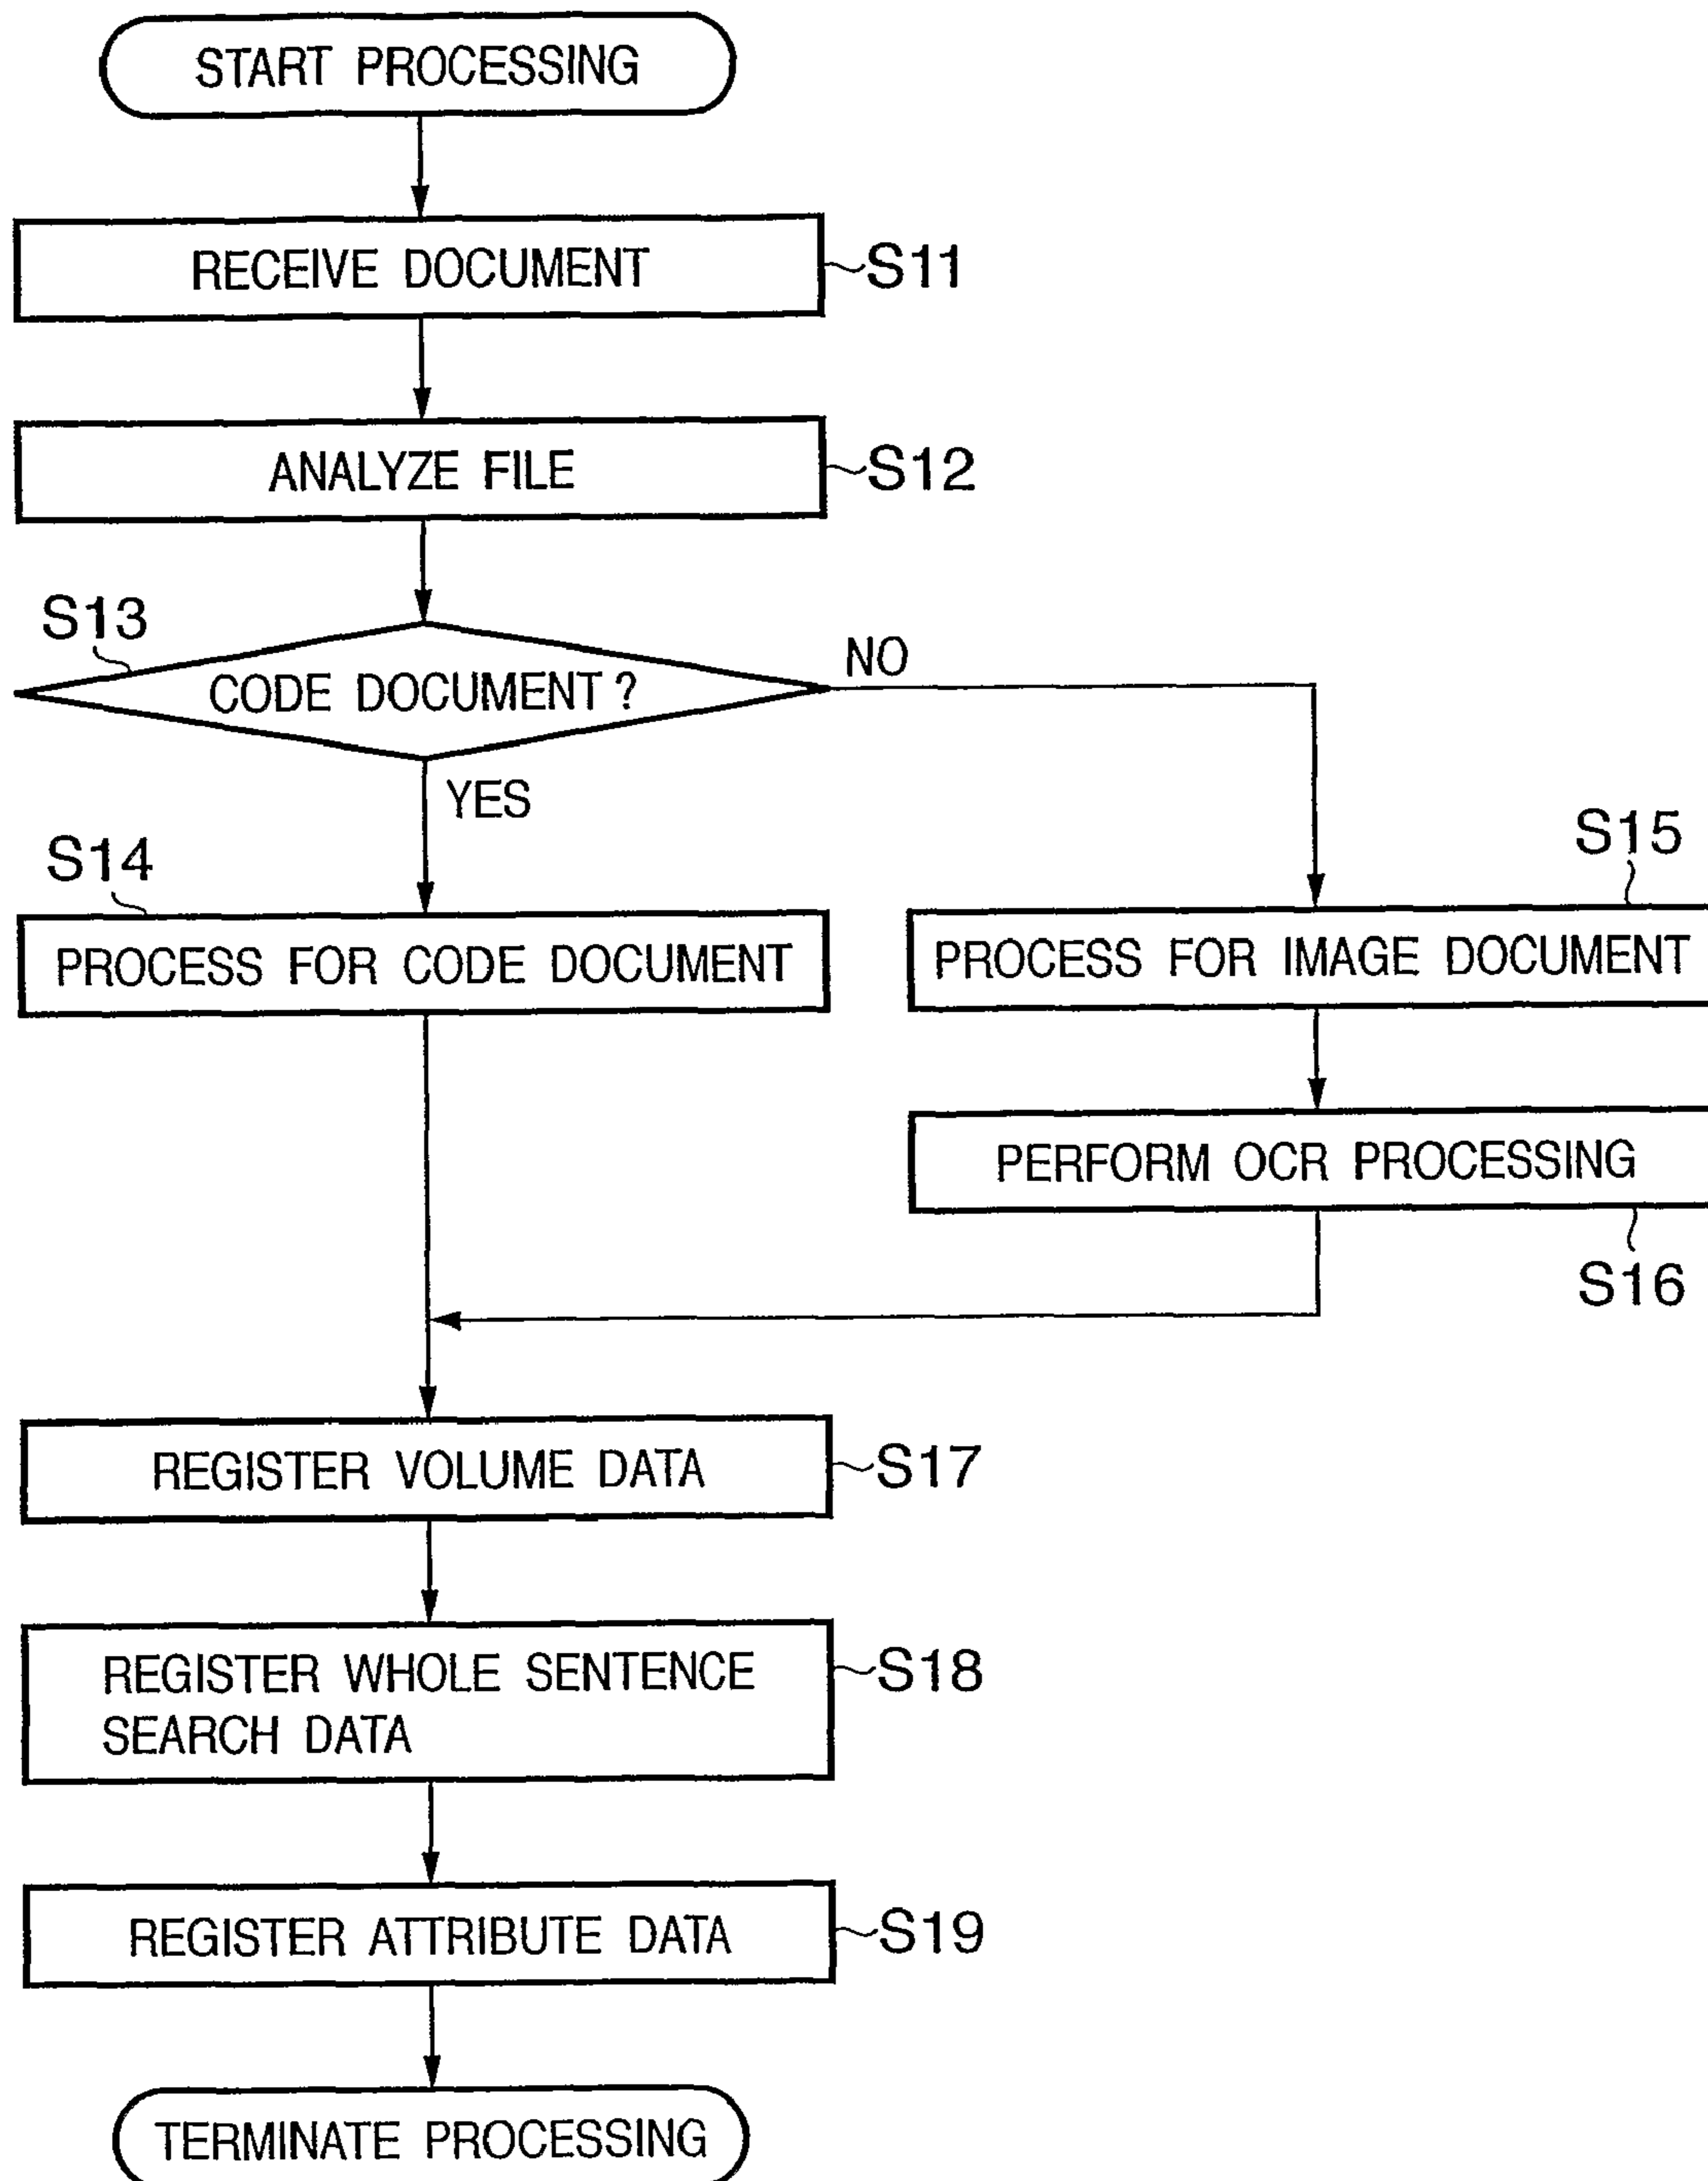 START PROCESSING
RECEIVE DOCUMENT
S11
ANALYZE FILE
S12
S13
CODE DOCUMENT ?
NO
YES
S14
PROCESS FOR CODE DOCUMENT
S15
PROCESS FOR IMAGE DOCUMENT
PERFORM OCR PROCESSING
S16
REGISTER VOLUME DATA
S17
REGISTER WHOLE SENTENCE
SEARCH DATA
S18
REGISTER ATTRIBUTE DATA
S19
TERMINATE PROCESSING